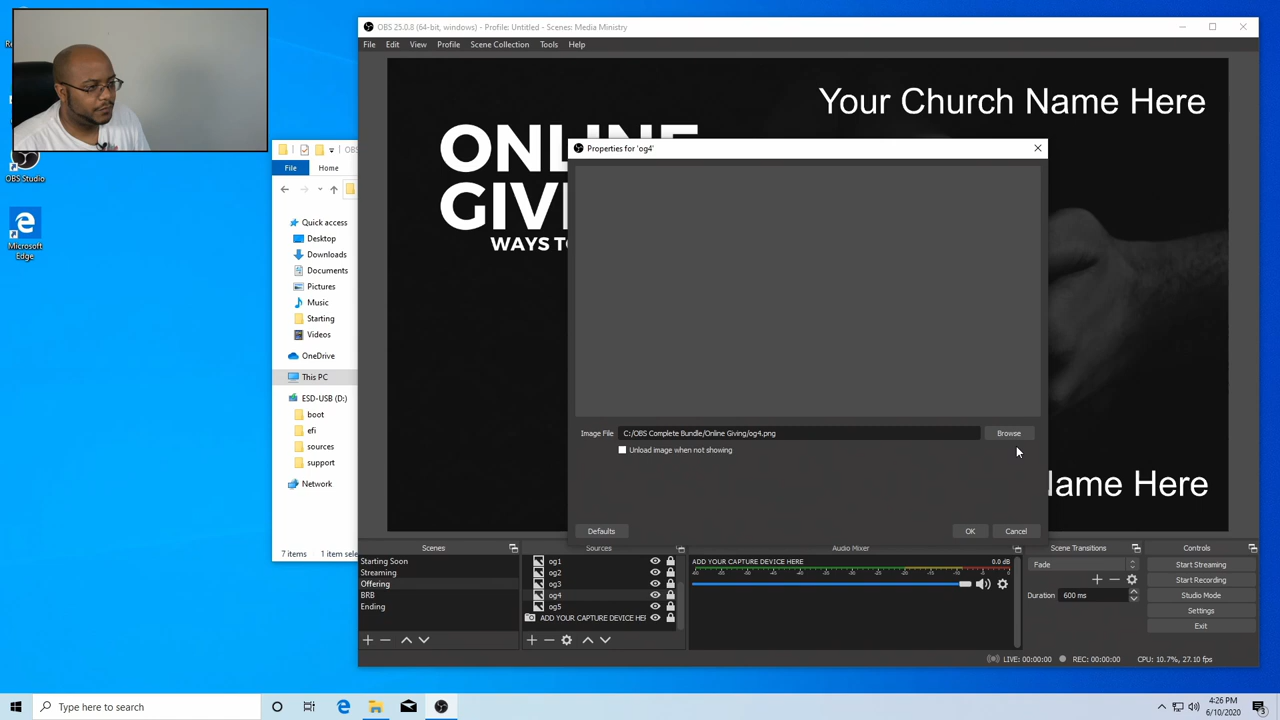 OBS 25.0.8 (64-bit, windows) - Profile: Untitled - Scenes: Media Ministry
File Edit View Profile Scene Collection Tools Help
Your Church Name Here
ONLINE
Properties for 'og4'
OBS
File Home
OBS Studio
Quick access
Desktop
Downloads
Documents
Pictures
Music
Starting
Videos
OneDrive
This PC
ESD-USB (D:)
boot
efi
sources
support
Network
7 items 1 item sele
Microsoft
Edge
WAYS TO
Image File C:/OBS Complete Bundle/Online Giving/og4.png Browse
Unload image when not showing
Name Here
Defaults OK Cancel
Scenes
Starting Soon
Streaming
Offering
BRB
Ending
Sources
og1
og2
og3
og4
og5
ADD YOUR CAPTURE DEVICE HER
Audio Mixer
ADD YOUR CAPTURE DEVICE HERE 0.0 dB
Scene Transitions
Fade
Duration 600 ms
Controls
Start Streaming
Start Recording
Studio Mode
Settings
Exit
LIVE: 00:00:00 REC: 00:00:00 CPU: 10.7%, 27.10 fps
Type here to search
4:26 PM
6/10/2020
3